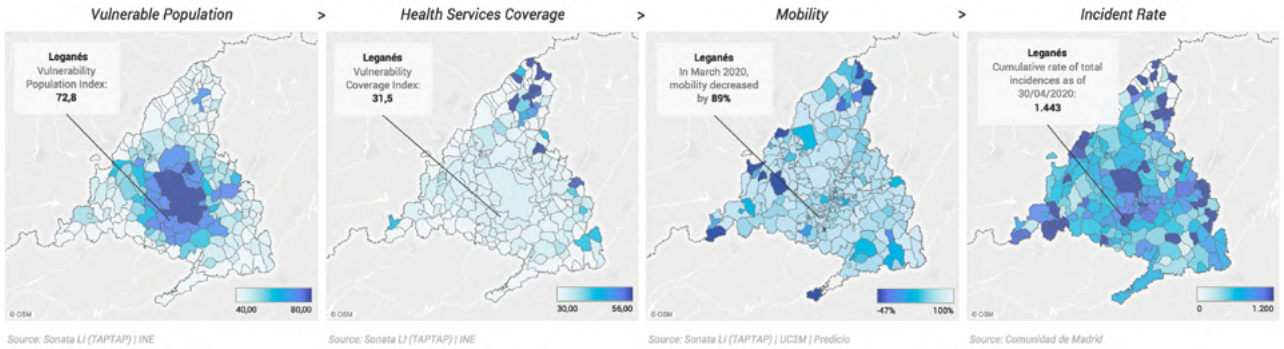 Vulnerable Population
>
Health Services Coverage
>
Mobility
>
Incident Rate
Leganés
Vulnerability
Population Index:
72,8
40,00 80,00
© OSM
Source: Sonata LI (TAPTAP) | INE
Leganés
Vulnerability
Coverage Index:
31,5
30,00 56,00
© OSM
Source: Sonata LI (TAPTAP) | INE
Leganés
In March 2020,
mobility decreased
by 89%
-47% 100%
© OSM
Source: Sonata LI (TAPTAP) | UC3M | Predicio
Leganés
Cumulative rate of total
incidences as of
30/04/2020:
1.443
0 1.200
© OSM
Source: Comunidad de Madrid